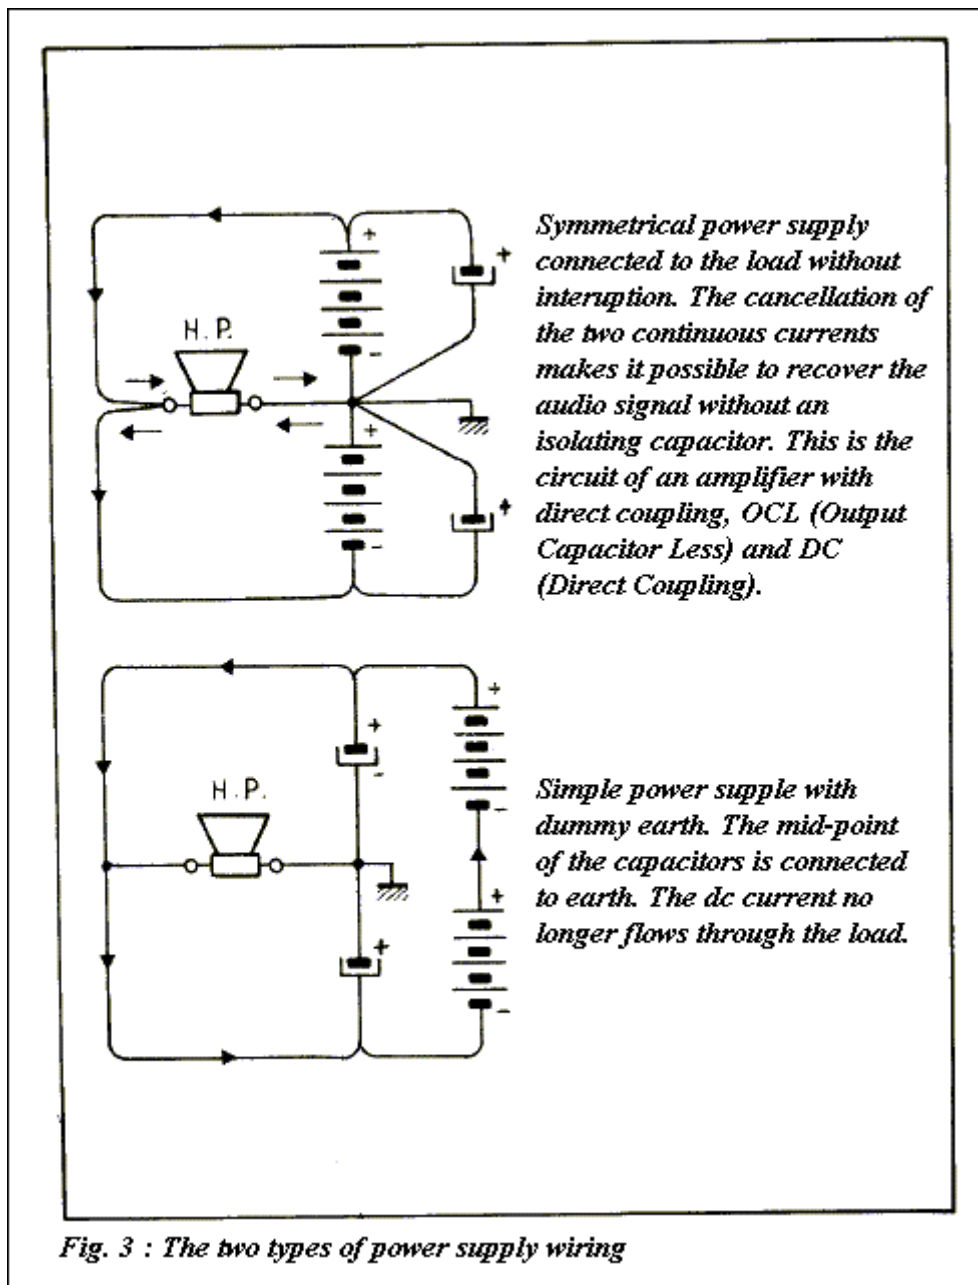 Symmetrical power supply
connected to the load without
interuption. The cancellation of
the two continuous currents
makes it possible to recover the
audio signal without an
isolating capacitor. This is the
circuit of an amplifier with
direct coupling, OCL (Output
Capacitor Less) and DC
(Direct Coupling).
+
+
H.P.
-
+
+
-
Simple power supple with
dummy earth. The mid-point
of the capacitors is connected
to earth. The dc current no
longer flows through the load.
+
+
-
H.P.
-
+
+
-
Fig. 3 : The two types of power supply wiring